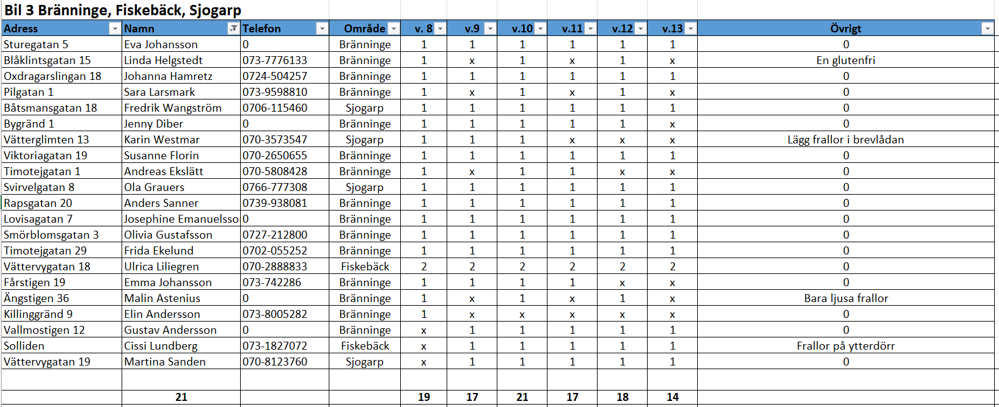 Bil 3 Bränninge, Fiskebäck, Sjogarp
Adress Namn Telefon Område v. 8 v.9 v.10 v.11 v.12 v.13 Övrigt
Sturegatan 5 Eva Johansson 0 Bränninge 1 1 1 1 1 1 0
Blåklintsgatan 15 Linda Helgstedt 073-7776133 Bränninge 1 x 1 x 1 x En glutenfri
Oxdragarslingan 18 Johanna Hamretz 0724-504257 Bränninge 1 1 1 1 1 1 0
Pilgatan 1 Sara Larsmark 073-9598810 Bränninge 1 x 1 x 1 x 0
Båtsmansgatan 18 Fredrik Wangström 0706-115460 Sjogarp 1 1 1 1 1 1 0
Bygränd 1 Jenny Diber 0 Bränninge 1 1 1 1 1 x 0
Vätterglimten 13 Karin Westmar 070-3573547 Sjogarp 1 1 1 x x x Lägg frallor i brevlådan
Viktoriagatan 19 Susanne Florin 070-2650655 Bränninge 1 1 1 1 1 1 0
Timotejgatan 1 Andreas Ekslätt 070-5808428 Bränninge 1 x 1 1 x x 0
Svirvelgatan 8 Ola Grauers 0766-777308 Sjogarp 1 1 1 1 1 1 0
Rapsgatan 20 Anders Sanner 0739-938081 Bränninge 1 1 1 1 1 1 0
Lovisagatan 7 Josephine Emanuelsso 0 Bränninge 1 1 1 1 1 1 0
Smörblomsgatan 3 Olivia Gustafsson 0727-212800 Bränninge 1 1 1 1 1 1 0
Timotejgatan 29 Frida Ekelund 0702-055252 Bränninge 1 1 1 1 1 1 0
Vättervygatan 18 Ulrica Liliegren 070-2888833 Fiskebäck 2 2 2 2 2 2 0
Fårstigen 19 Emma Johansson 073-742286 Bränninge 1 1 1 1 x x 0
Ängstigen 36 Malin Astenius 0 Bränninge 1 x 1 x 1 x Bara ljusa frallor
Killinggränd 9 Elin Andersson 073-8005282 Bränninge 1 x x x x x 0
Vallmostigen 12 Gustav Andersson 0 Bränninge x 1 1 1 1 1 0
Solliden Cissi Lundberg 073-1827072 Fiskebäck x 1 1 1 1 1 Frallor på ytterdörr
Vättervygatan 19 Martina Sanden 070-8123760 Sjogarp x 1 1 1 1 1 0
21 19 17 21 17 18 14